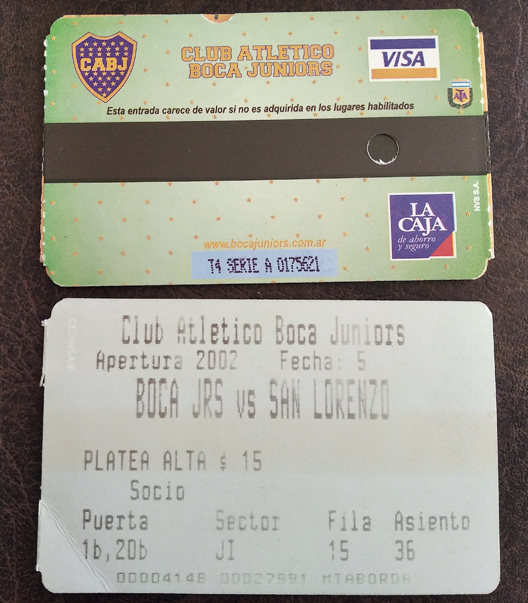 CABJ
CLUB ATLETICO
BOCA JUNIORS
VISA
AFA
Esta entrada carece de valor si no es adquirida en los lugares habilitados
NVS S.A.
LA
CAJA
de ahorro
y seguro
www.bocajuniors.com.ar
T4 SERIE A 0175621
Club Atletico Boca Juniors
Apertura 2002 Fecha: 5
BOCA JRS vs SAN LORENZO
PLATEA ALTA $ 15
Socio
Puerta Sector Fila Asiento
1b,20b JI 15 36
00004148 00027991 MTABORDA